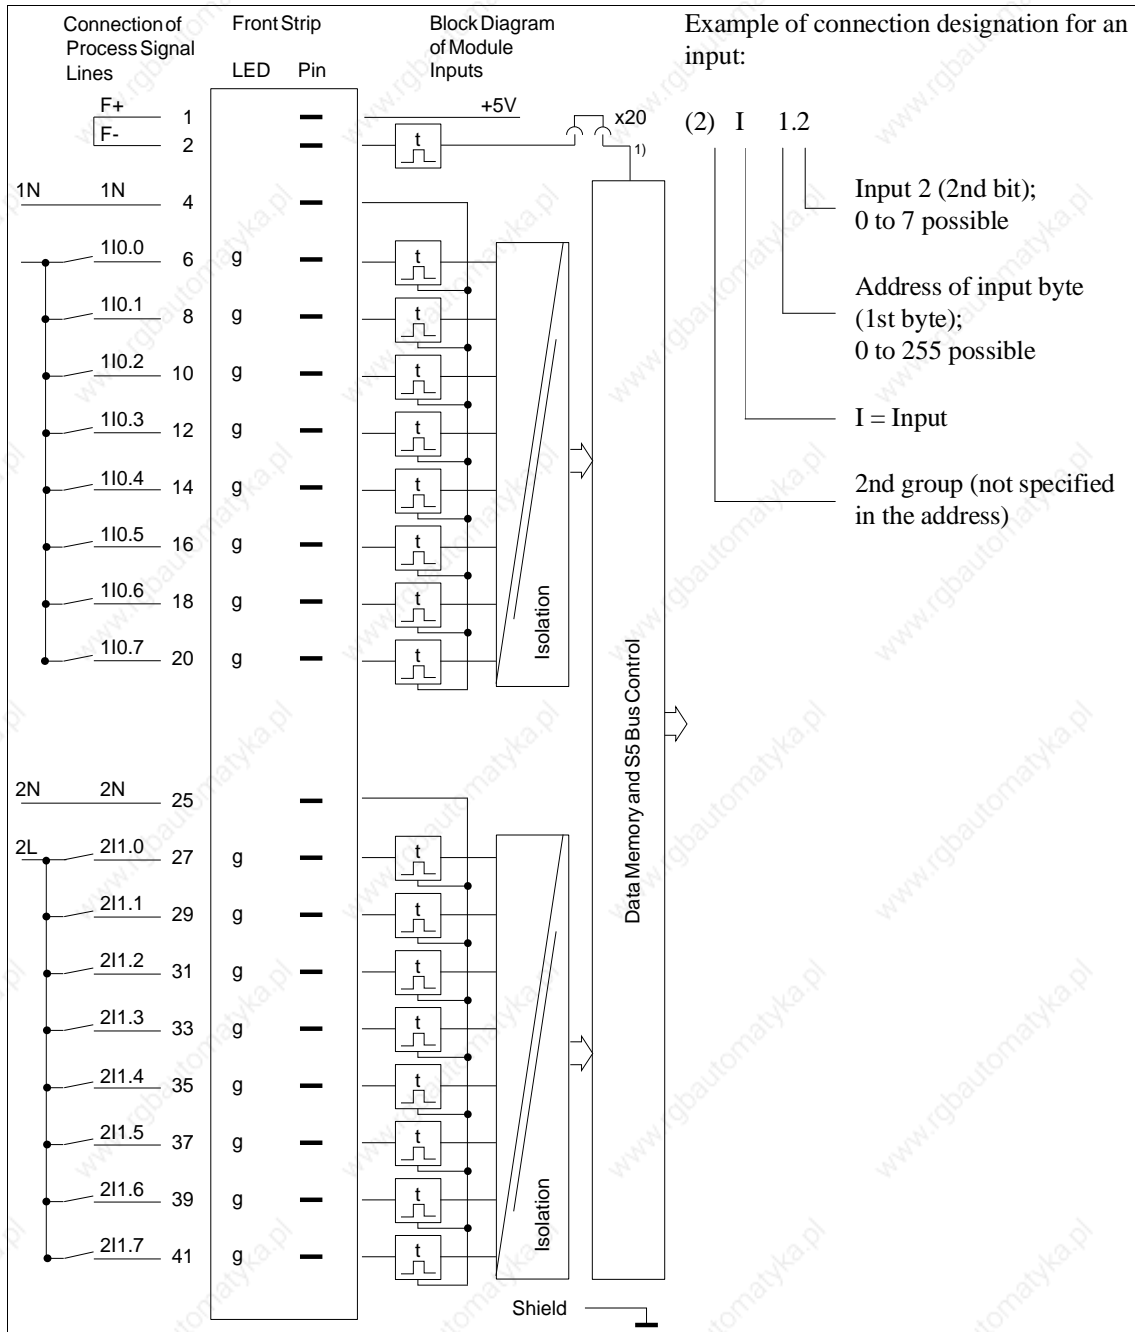 Connection of
Process Signal
Lines
Front Strip
LED Pin
Block Diagram
of Module
Inputs
Example of connection designation for an
input:
F+ 1 +5V
F- 2 t x20
1)
(2) I 1.2
Input 2 (2nd bit);
0 to 7 possible
Address of input byte
(1st byte);
0 to 255 possible
I = Input
2nd group (not specified
in the address)
1N 1N 4
1I0.0 6 g t
1I0.1 8 g t
1I0.2 10 g t
1I0.3 12 g t
1I0.4 14 g t
1I0.5 16 g t
1I0.6 18 g t
1I0.7 20 g t
Isolation
Data Memory and S5 Bus Control
2N 2N 25
2L 2I1.0 27 g t
2I1.1 29 g t
2I1.2 31 g t
2I1.3 33 g t
2I1.4 35 g t
2I1.5 37 g t
2I1.6 39 g t
2I1.7 41 g t
Isolation
Shield
www.rgbautomatyka.pl